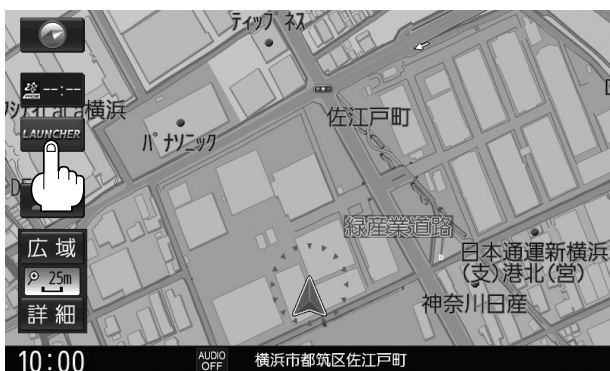 ティップネス
--:--
ララ横浜
LAUNCHER
パナソニック
佐江戸町
緑産業道路
日本通運新横浜
(支)港北(営)
神奈川日産
広域
25m
詳細
10:00
AUDIO
OFF
横浜市都筑区佐江戸町